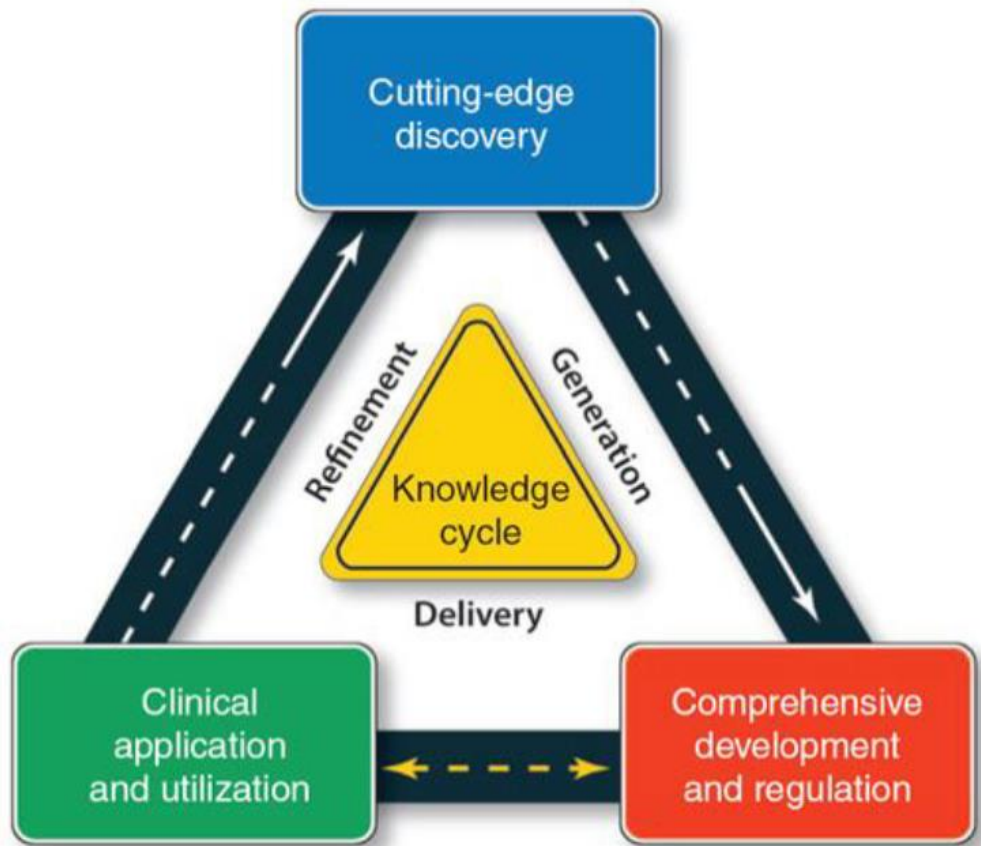 Cutting-edge
discovery
Refinement
Generation
Knowledge
cycle
Delivery
Clinical
application
and utilization
Comprehensive
development
and regulation